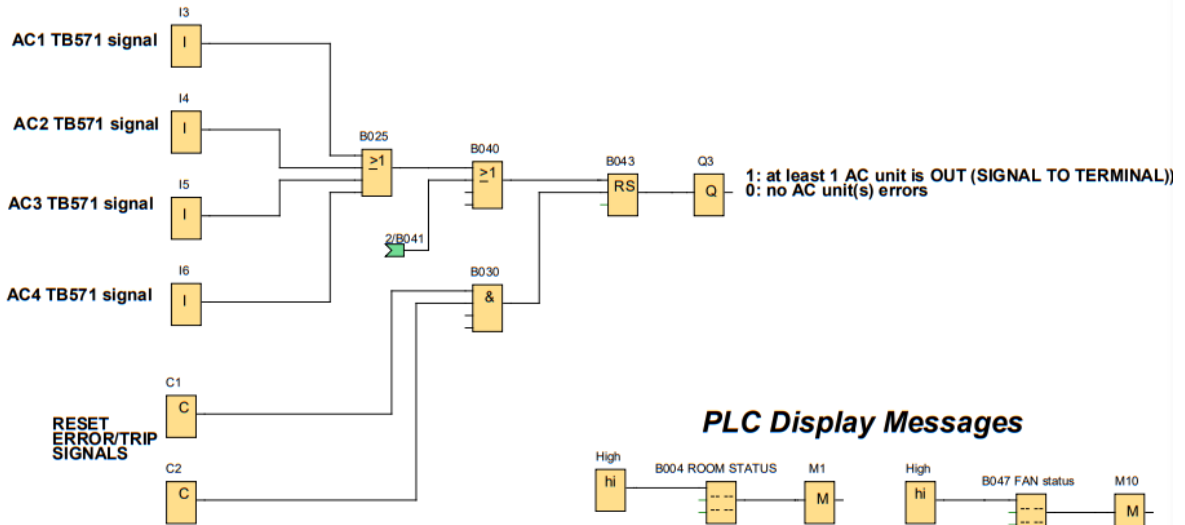 I3
AC1 TB571 signal
I
I4
AC2 TB571 signal
I
B025
≥1
B040
≥1
B043
RS
Q3
Q
1: at least 1 AC unit is OUT (SIGNAL TO TERMINAL))
0: no AC unit(s) errors
I5
AC3 TB571 signal
I
2/B041
I6
AC4 TB571 signal
I
B030
&
C1
C
RESET
ERROR/TRIP
SIGNALS
C2
C
PLC Display Messages
High
hi
B004 ROOM STATUS
M1
M
High
hi
B047 FAN status
M10
M